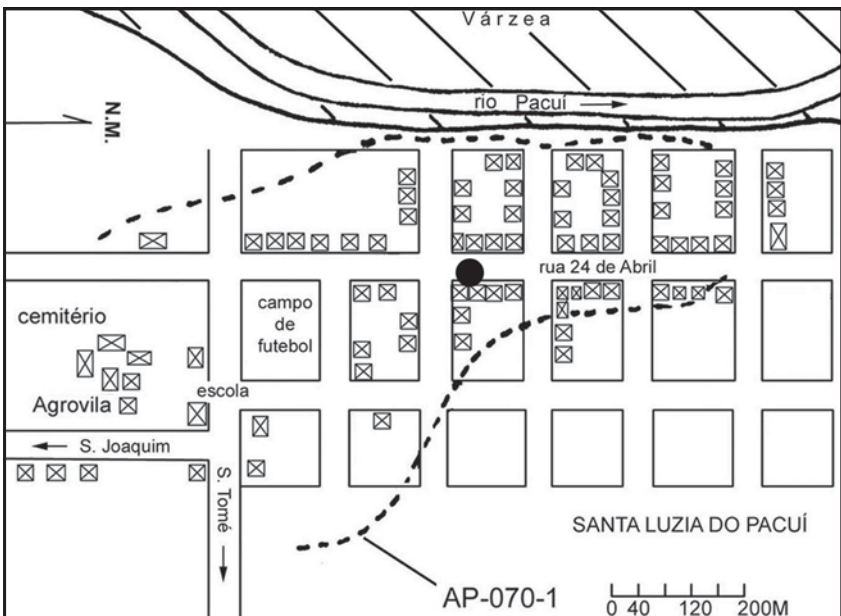 Várzea
rio Pacuí
N.M.
rua 24 de Abril
campo
de
futebol
cemitério
escola
Agrovila
S. Joaquim
S. Tomé
SANTA LUZIA DO PACUÍ
AP-070-1
0 40 120 200M